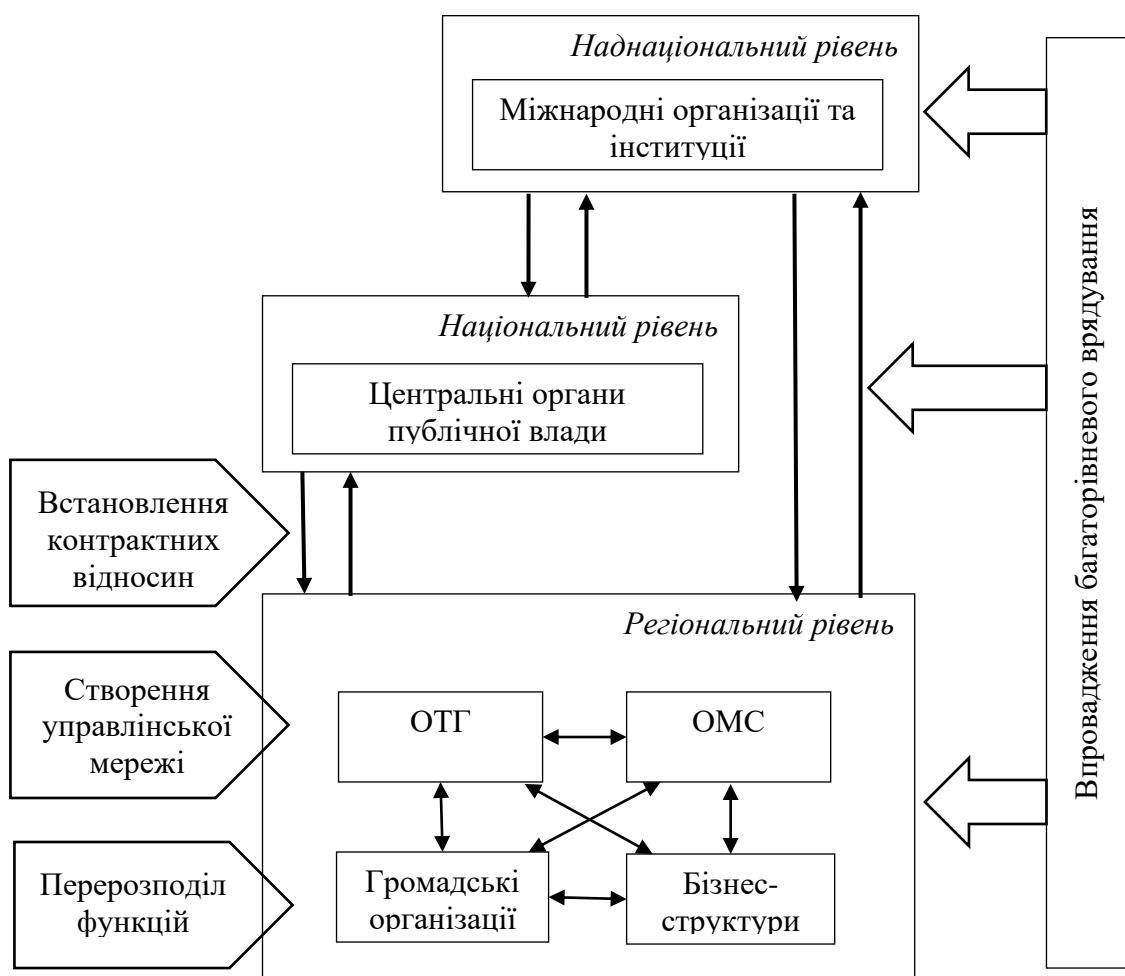 Наднаціональний рівень
Міжнародні організації та
інституції
Національний рівень
Центральні органи
публічної влади
Встановлення
контрактних
відносин
Регіональний рівень
Створення
управлінської
мережі
ОТГ
ОМС
Перерозподіл
функцій
Громадські
організації
Бізнес-
структури
Впровадження багаторівневого врядування